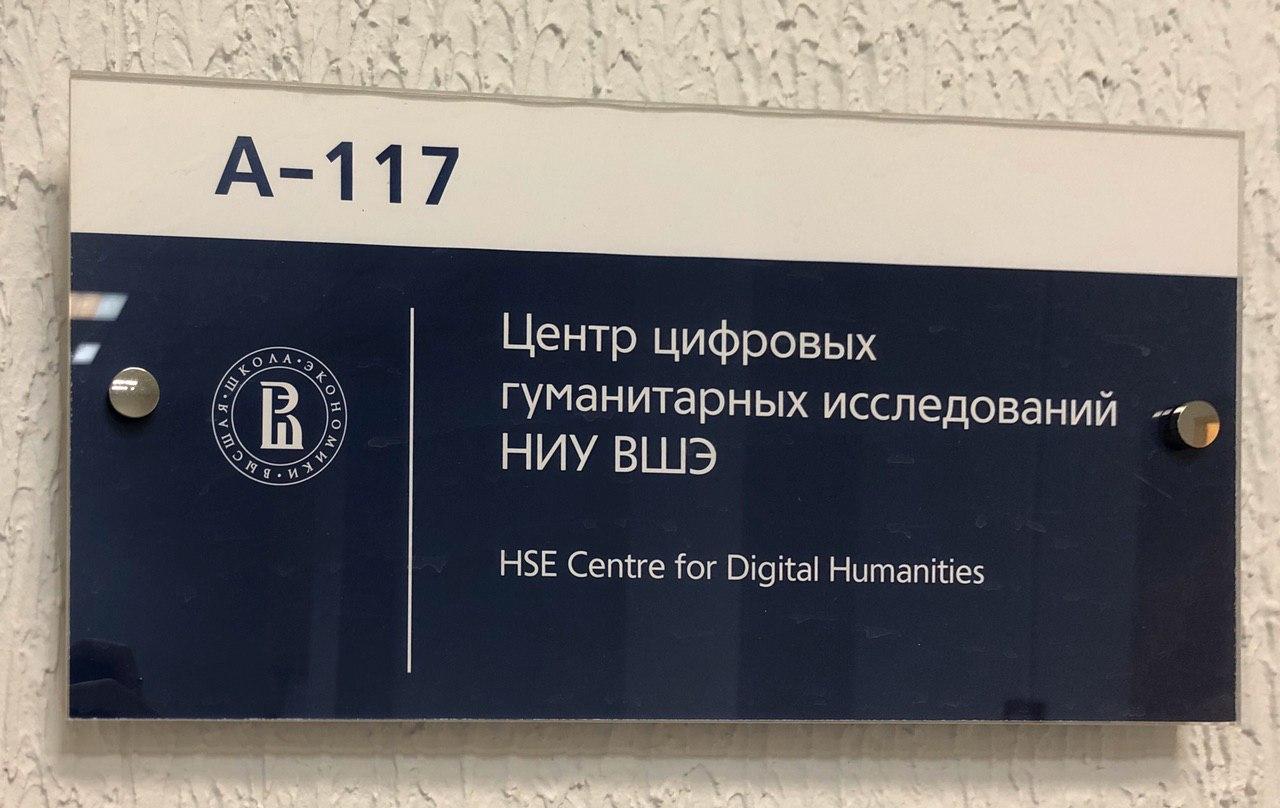 А-117
ВЫСШАЯ • ШКОЛА • ЭКОНОМИКИ •
Центр цифровых
гуманитарных исследований
НИУ ВШЭ
HSE Centre for Digital Humanities